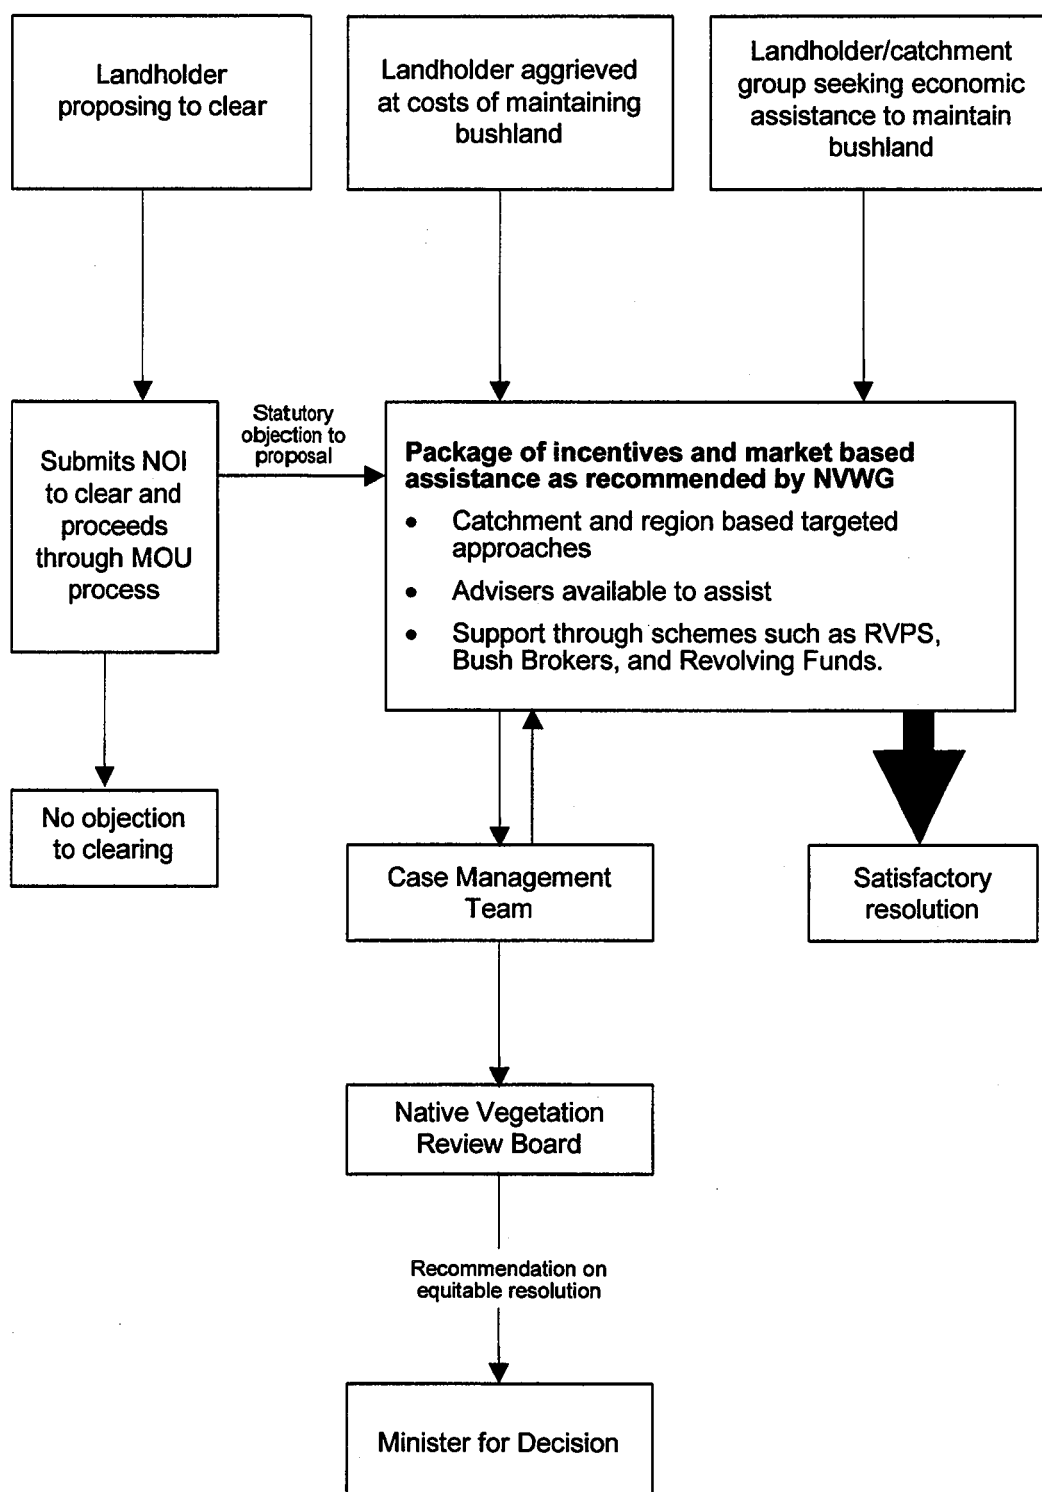 Landholder
proposing to clear
Landholder aggrieved
at costs of maintaining
bushland
Landholder/catchment
group seeking economic
assistance to maintain
bushland
Submits NOI
to clear and
proceeds
through MOU
process
Statutory
objection to
proposal
Package of incentives and market based
assistance as recommended by NVWG
• Catchment and region based targeted
approaches
• Advisers available to assist
• Support through schemes such as RVPS,
Bush Brokers, and Revolving Funds.
No objection
to clearing
Case Management
Team
Satisfactory
resolution
Native Vegetation
Review Board
Recommendation on
equitable resolution
Minister for Decision